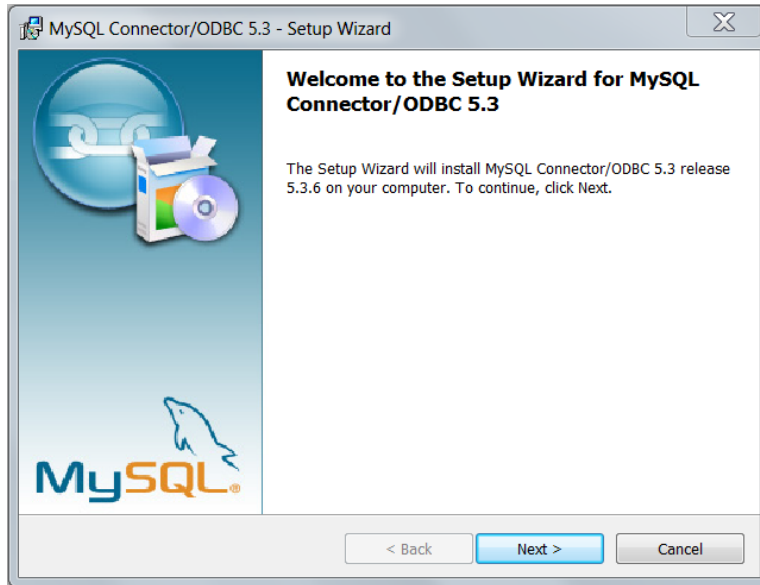 MySQL Connector/ODBC 5.3 - Setup Wizard
Welcome to the Setup Wizard for MySQL
Connector/ODBC 5.3
The Setup Wizard will install MySQL Connector/ODBC 5.3 release
5.3.6 on your computer. To continue, click Next.
MySQL®
< Back
Next >
Cancel